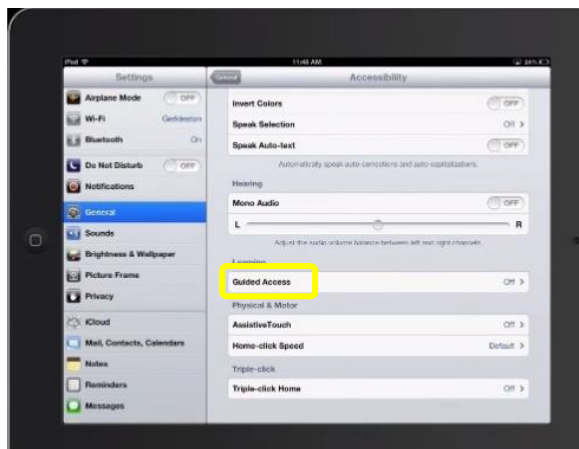 iPad 11:48 AM 34%
Settings
Airplane Mode OFF
Wi-Fi
Bluetooth On
Do Not Disturb OFF
Notifications
General
Sounds
Brightness & Wallpaper
Picture Frame
Privacy
iCloud
Mail, Contacts, Calendars
Notes
Reminders
Messages
General Accessibility
Invert Colors OFF
Speak Selection Off
Speak Auto-text OFF
Automatically speak auto-corrections and auto-capitalizations.
Hearing
Mono Audio OFF
L R
Adjust the audio volume balance between left and right channels.
Learning
Guided Access Off
Physical & Motor
AssistiveTouch Off
Home-click Speed Default
Triple-click
Triple-click Home Off